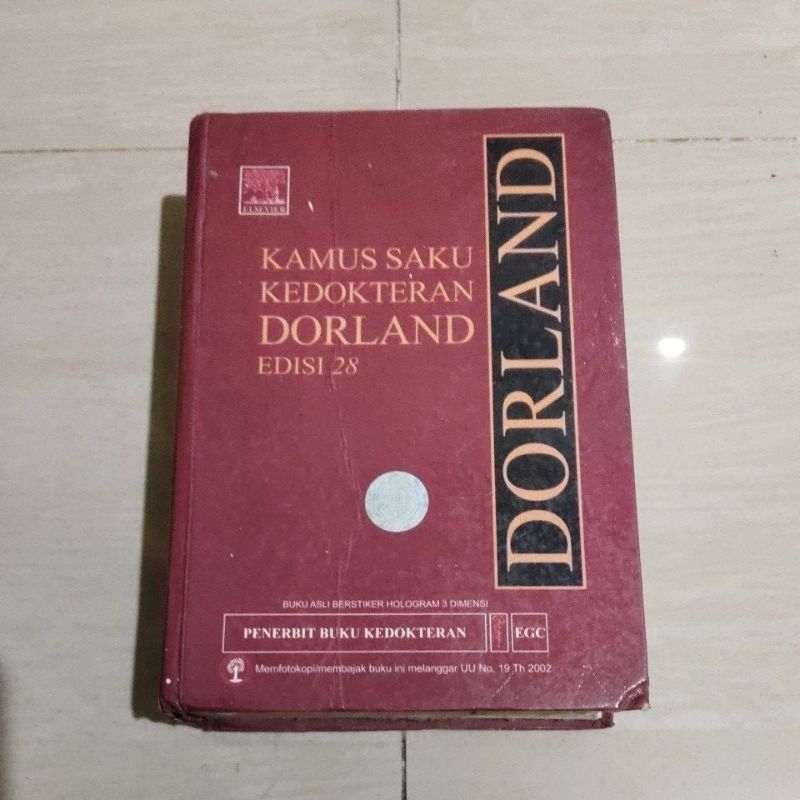 ELSEVIER
KAMUS SAKU
KEDOKTERAN
DORLAND
EDISI 28
DORLAND
BUKU ASLI BERSTIKER HOLOGRAM 3 DIMENSI
PENERBIT BUKU KEDOKTERAN EGC
Memfotokopi/membajak buku ini melanggar UU No. 19 Th 2002